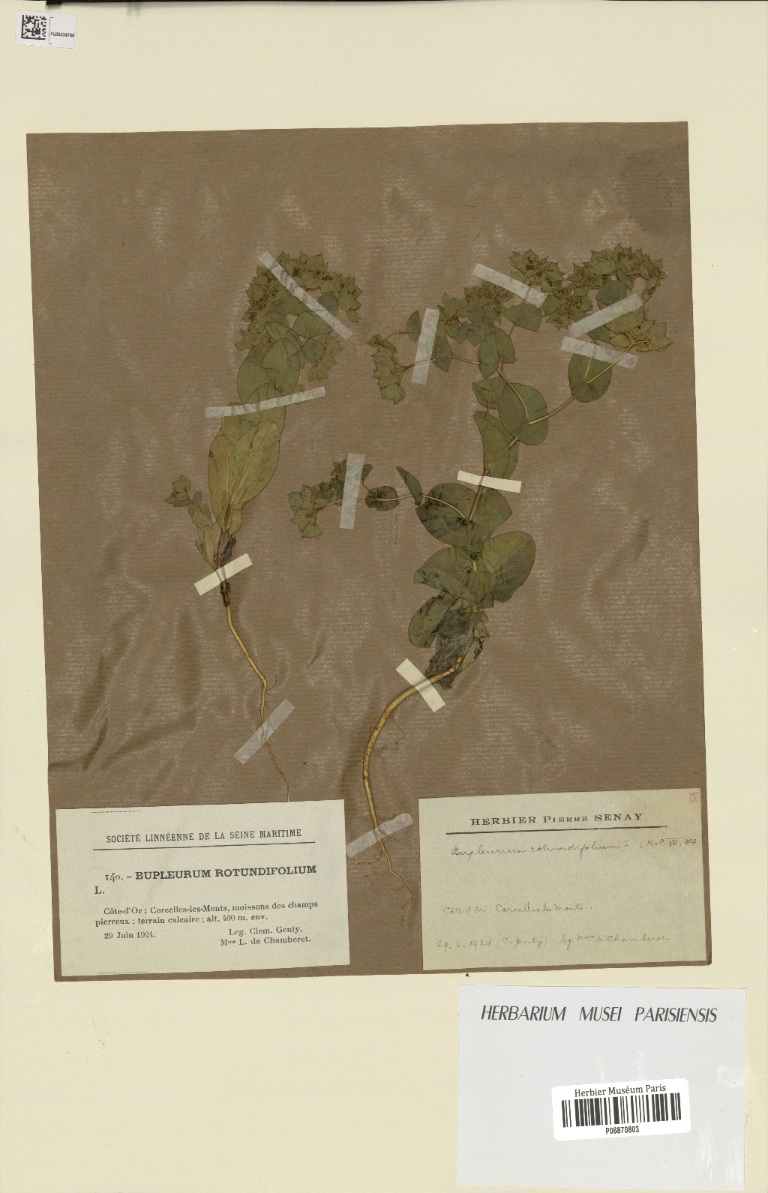 SOCIÉTÉ LINNÉENNE DE LA SEINE MARITIME
140. - BUPLEURUM ROTUNDIFOLIUM
L.
Côte-d'Or : Corcelles-les-Monts, moissons des champs
pierreux ; terrain calcaire ; alt. 400 m. env.
29 Juin 1924. Leg. Clem. Genty.
Mme L. de Chamberet.
HERBIER PIERRE SENAY
Bupleurum rotundifolium L.
Côte d'Or Corcelles les Monts.
29.6.1924 (C. Genty) lg. Mme de Chamberet
HERBARIUM MUSEI PARISIENSIS
Herbier Muséum Paris
P06870803